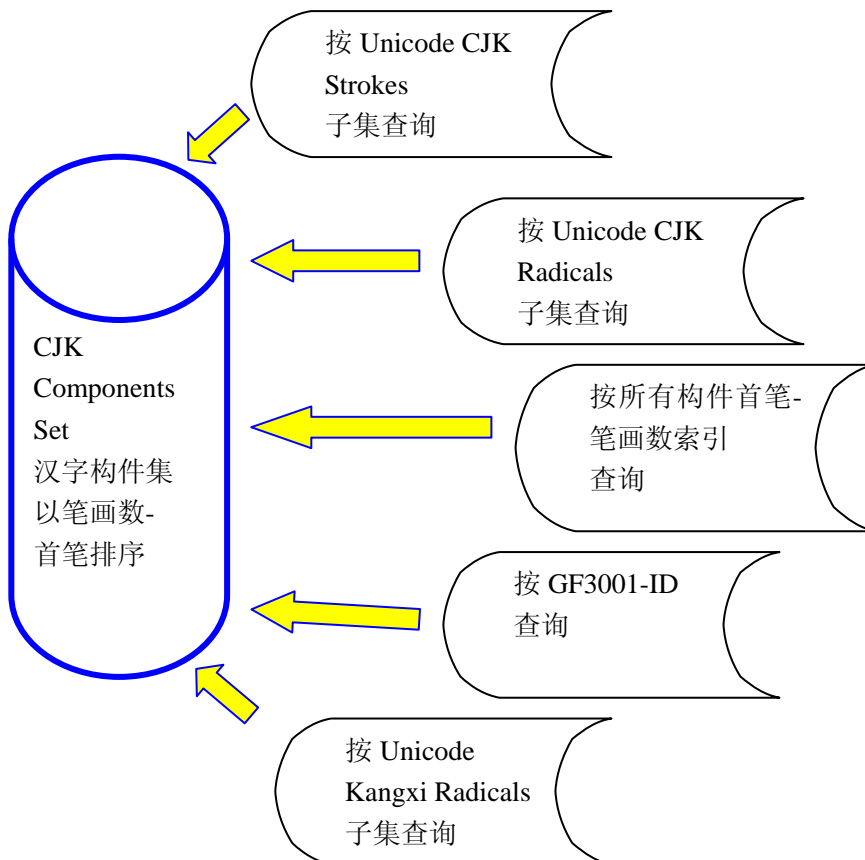 按 Unicode CJK
Strokes
子集查询
按 Unicode CJK
Radicals
子集查询
CJK
Components
Set
汉字构件集
以笔画数-
首笔排序
按所有构件首笔-
笔画数索引
查询
按 GF3001-ID
查询
按 Unicode
Kangxi Radicals
子集查询